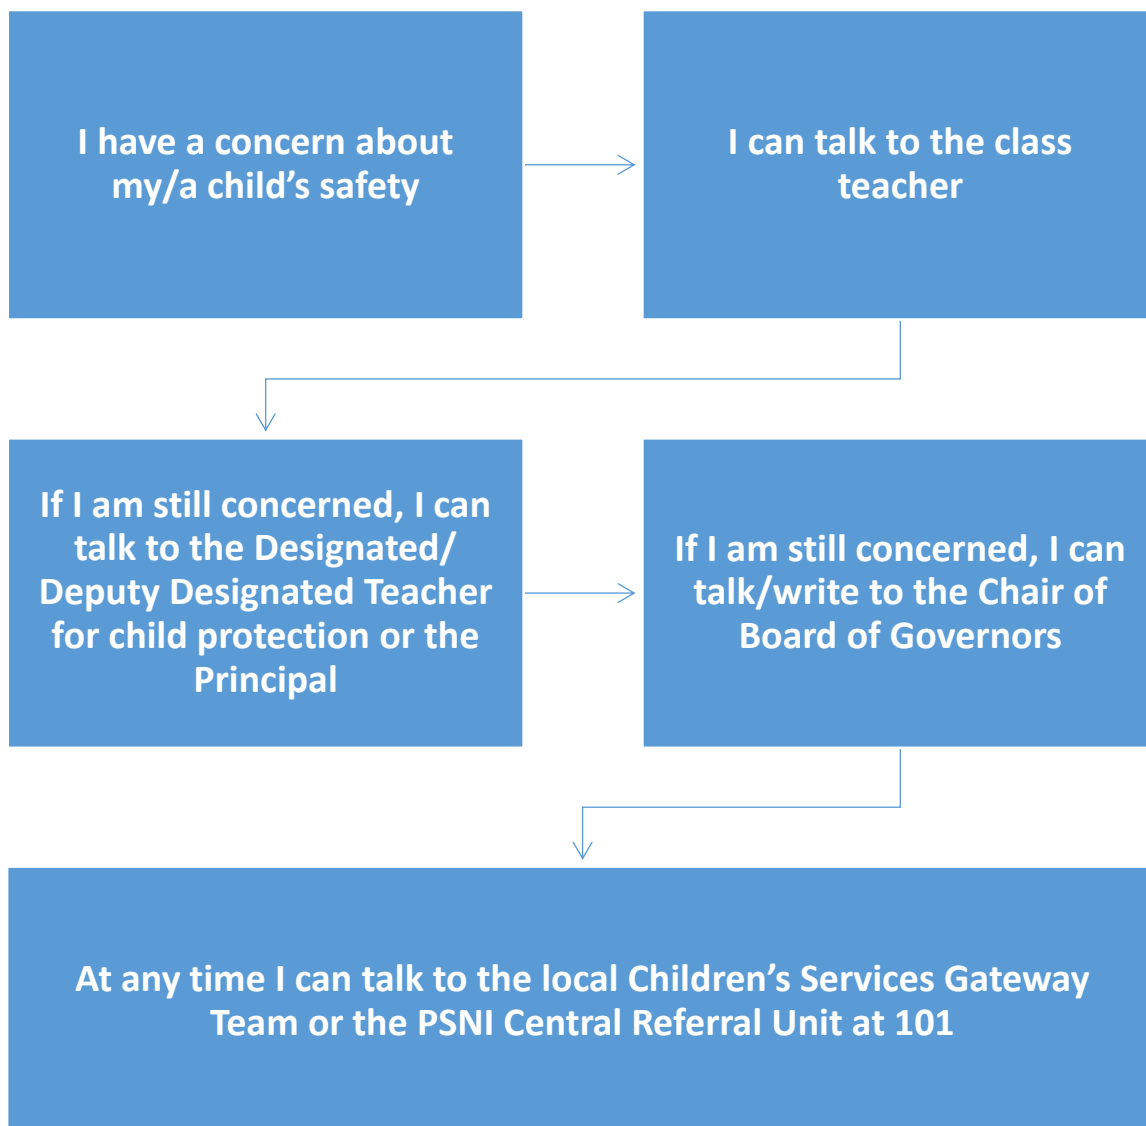 I have a concern about
my/a child’s safety
I can talk to the class
teacher
If I am still concerned, I can
talk to the Designated/
Deputy Designated Teacher
for child protection or the
Principal
If I am still concerned, I can
talk/write to the Chair of
Board of Governors
At any time I can talk to the local Children’s Services Gateway
Team or the PSNI Central Referral Unit at 101